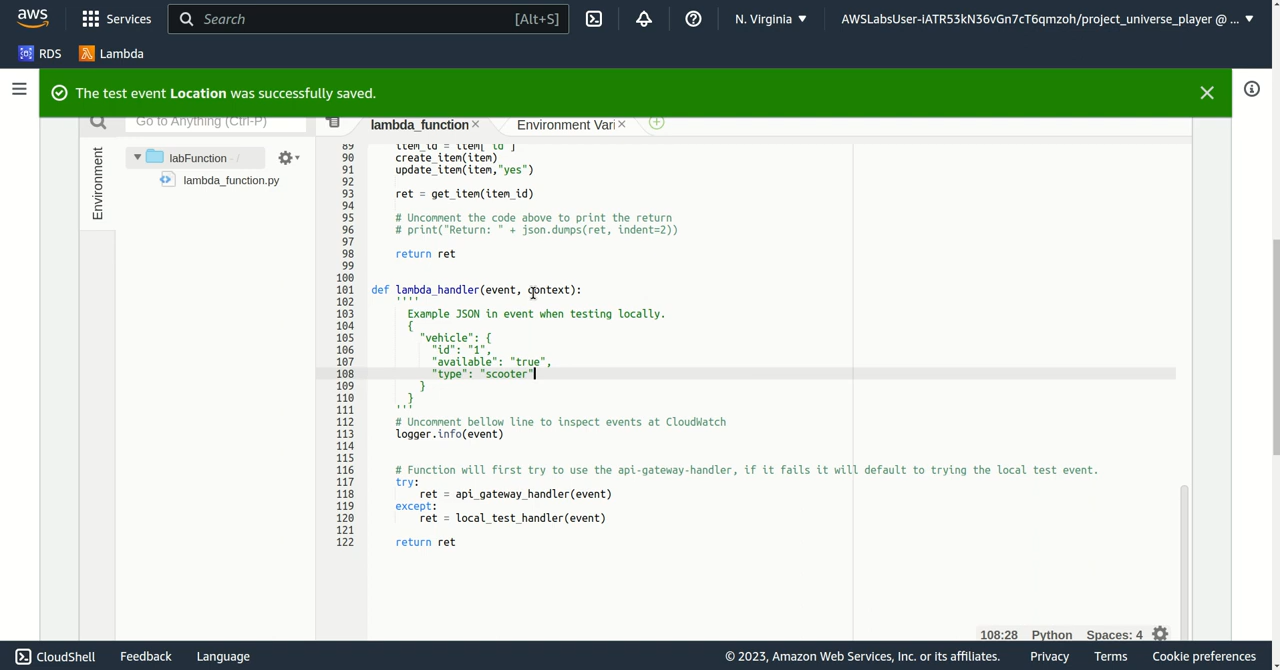 aws
Services
Search
[Alt+S]
N. Virginia ▼
AWSLabsUser-iATR53kN36vGn7cT6qmzoh/project_universe_player @ ... ▼
RDS
Lambda
The test event Location was successfully saved.
Go to Anything (Ctrl-P)
lambda_function
Environment Vari
Environment
labFunction - /
lambda_function.py
89 item_id = item['id']
90 create_item(item)
91 update_item(item,"yes")
92
93 ret = get_item(item_id)
94
95 # Uncomment the code above to print the return
96 # print("Return: " + json.dumps(ret, indent=2))
97
98 return ret
99
100
101 def lambda_handler(event, context):
102 ''''
103 Example JSON in event when testing locally.
104 {
105 "vehicle": {
106 "id": "1",
107 "available": "true",
108 "type": "scooter"
109 }
110 }
111 '''
112 # Uncomment bellow line to inspect events at CloudWatch
113 logger.info(event)
114
115
116 # Function will first try to use the api-gateway-handler, if it fails it will default to trying the local test event.
117 try:
118 ret = api_gateway_handler(event)
119 except:
120 ret = local_test_handler(event)
121
122 return ret
108:28 Python Spaces: 4
CloudShell
Feedback
Language
© 2023, Amazon Web Services, Inc. or its affiliates.
Privacy
Terms
Cookie preferences